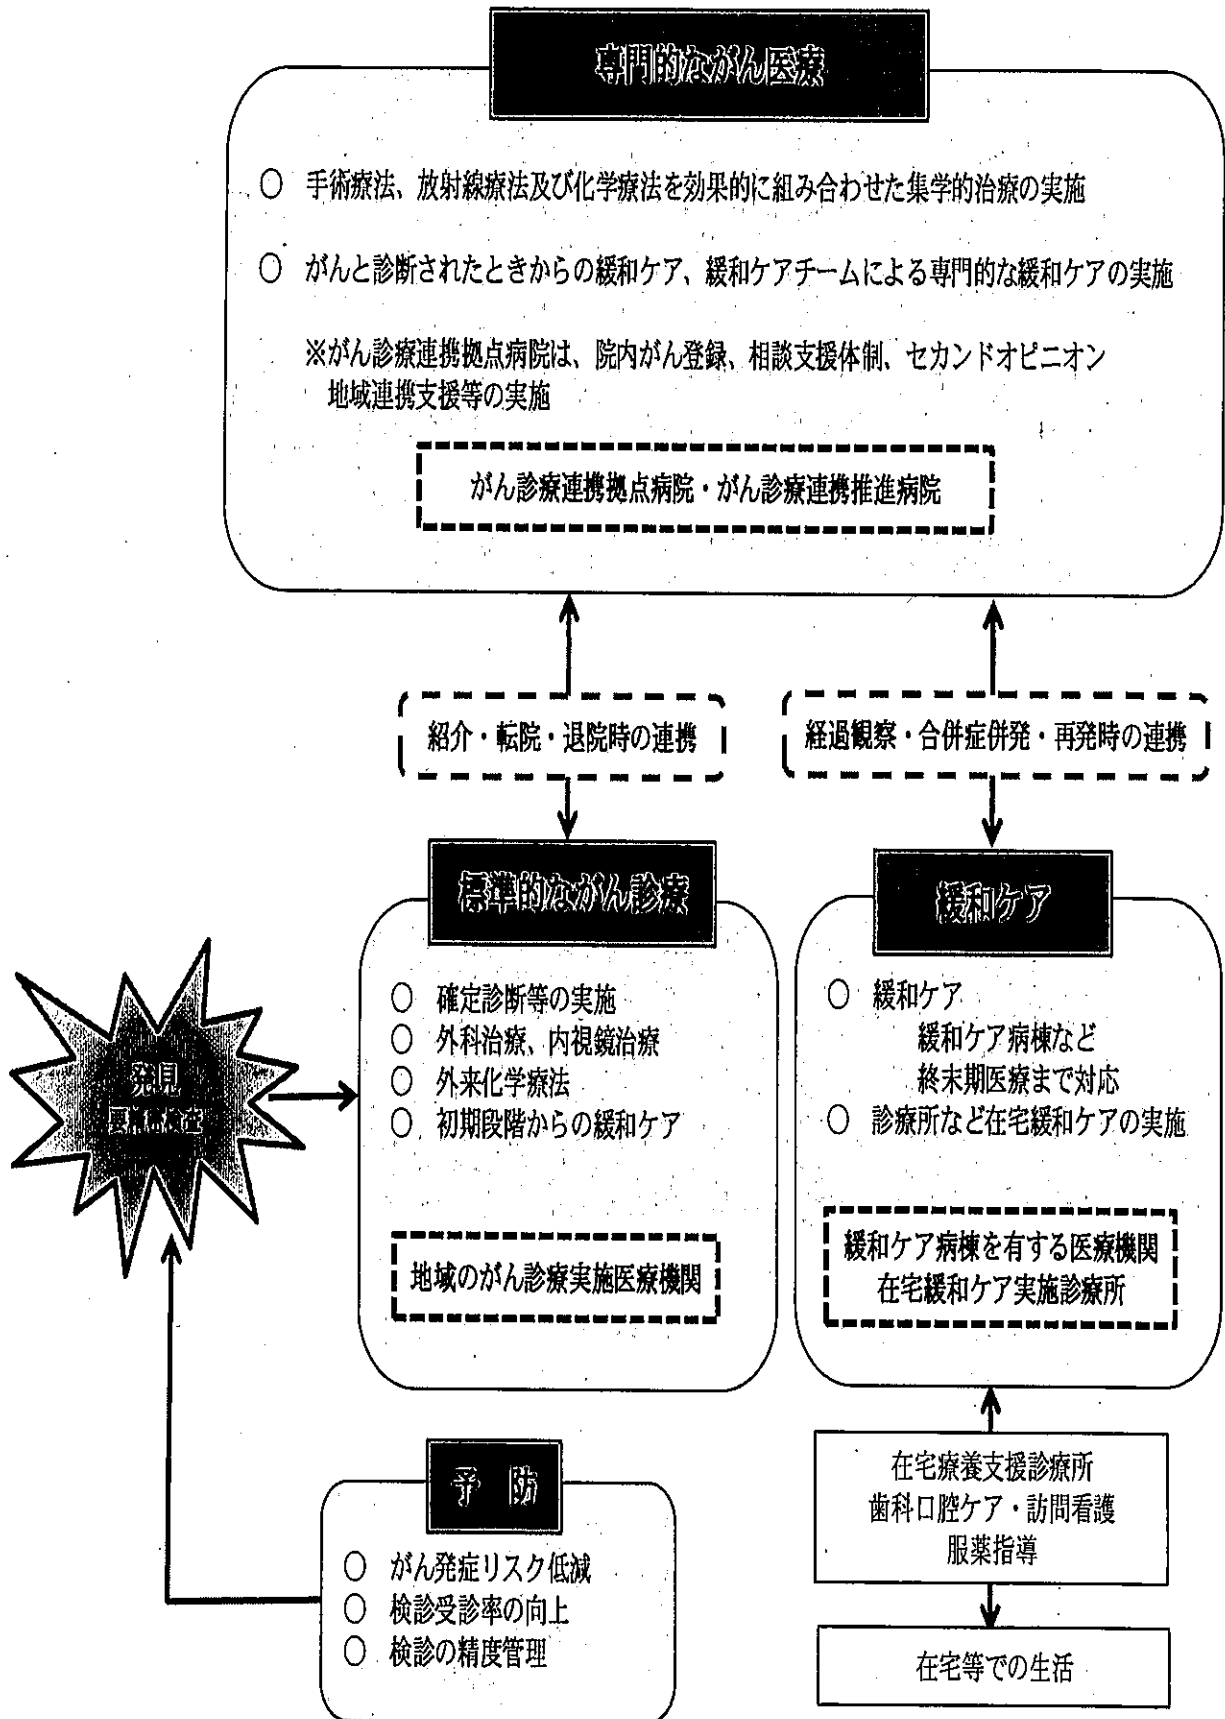 専門的ながん医療
○ 手術療法、放射線療法及び化学療法を効果的に組み合わせた集学的治療の実施
○ がんと診断されたときからの緩和ケア、緩和ケアチームによる専門的な緩和ケアの実施
※がん診療連携拠点病院は、院内がん登録、相談支援体制、セカンドオピニオン
地域連携支援等の実施
がん診療連携拠点病院・がん診療連携推進病院
紹介・転院・退院時の連携
経過観察・合併症併発・再発時の連携
標準的ながん診療
○ 確定診断等の実施
○ 外科治療、内視鏡治療
○ 外来化学療法
○ 初期段階からの緩和ケア
地域のがん診療実施医療機関
緩和ケア
○ 緩和ケア
緩和ケア病棟など
終末期医療まで対応
○ 診療所など在宅緩和ケアの実施
緩和ケア病棟を有する医療機関
在宅緩和ケア実施診療所
発見
要精密検査
予 防
○ がん発症リスク低減
○ 検診受診率の向上
○ 検診の精度管理
在宅療養支援診療所
歯科口腔ケア・訪問看護
服薬指導
在宅等での生活